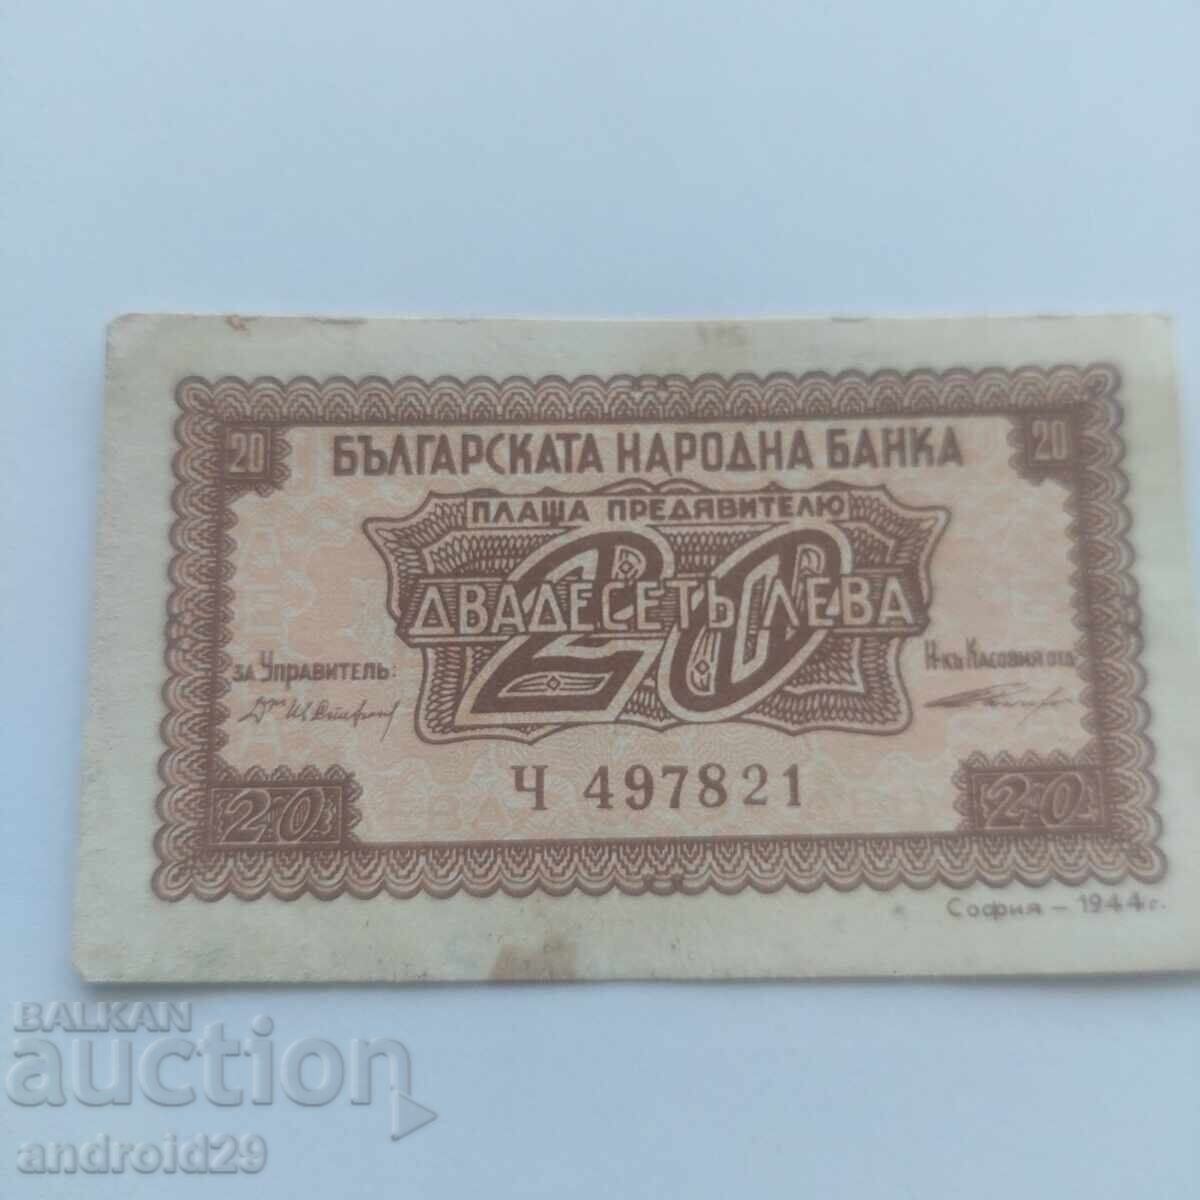 20 БЪЛГАРСКАТА НАРОДНА БАНКА 20
ПЛАЩА ПРЕДЯВИТЕЛЮ
20
ДВАДЕСЕТЬ ЛЕВА
за Управитель:
Н-къ Касовия отд.
Ч 497821
20
20
София - 1944 г.
BALKAN
auction
android29